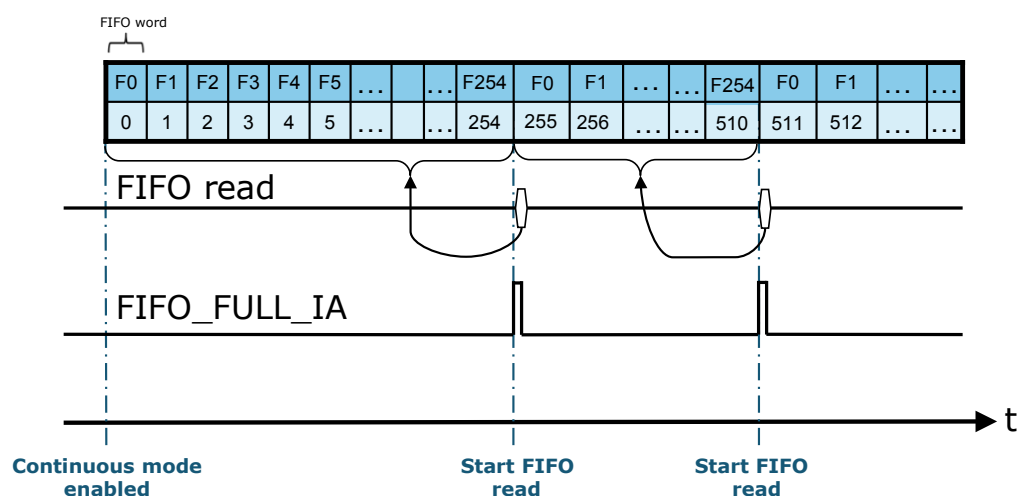 FIFO word
F0 F1 F2 F3 F4 F5 ... ... F254 F0 F1 ... ... F254 F0 F1 ... ...
0 1 2 3 4 5 ... ... 254 255 256 ... ... 510 511 512 ... ...
FIFO read
FIFO_FULL_IA
t
Continuous mode
enabled
Start FIFO
read
Start FIFO
read